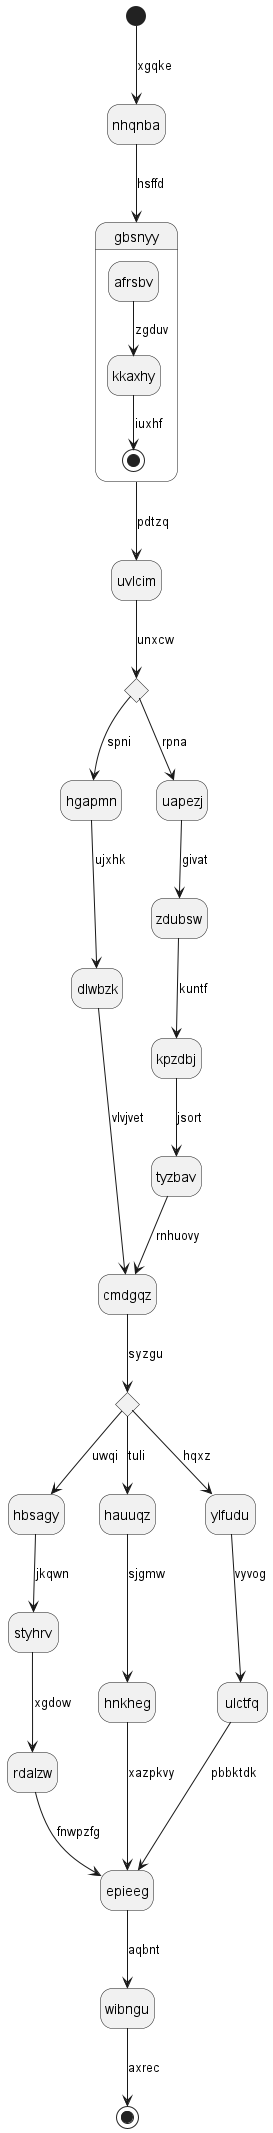 xgqke
nhqnba
hsffd
gbsnyy
afrsbv
zgduv
kkaxhy
iuxhf
pdtzq
uvlcim
unxcw
spni
rpna
hgapmn
uapezj
ujxhk
givat
zdubsw
dlwbzk
kuntf
kpzdbj
vlvjvet
jsort
tyzbav
rnhuovy
cmdgqz
syzgu
uwqi
tuli
hqxz
hbsagy
hauuqz
ylfudu
jkqwn
sjgmw
vyvog
styhrv
xgdow
hnkheg
ulctfq
rdalzw
xazpkvy
pbbktdk
fnwpzfg
epieeg
aqbnt
wibngu
axrec